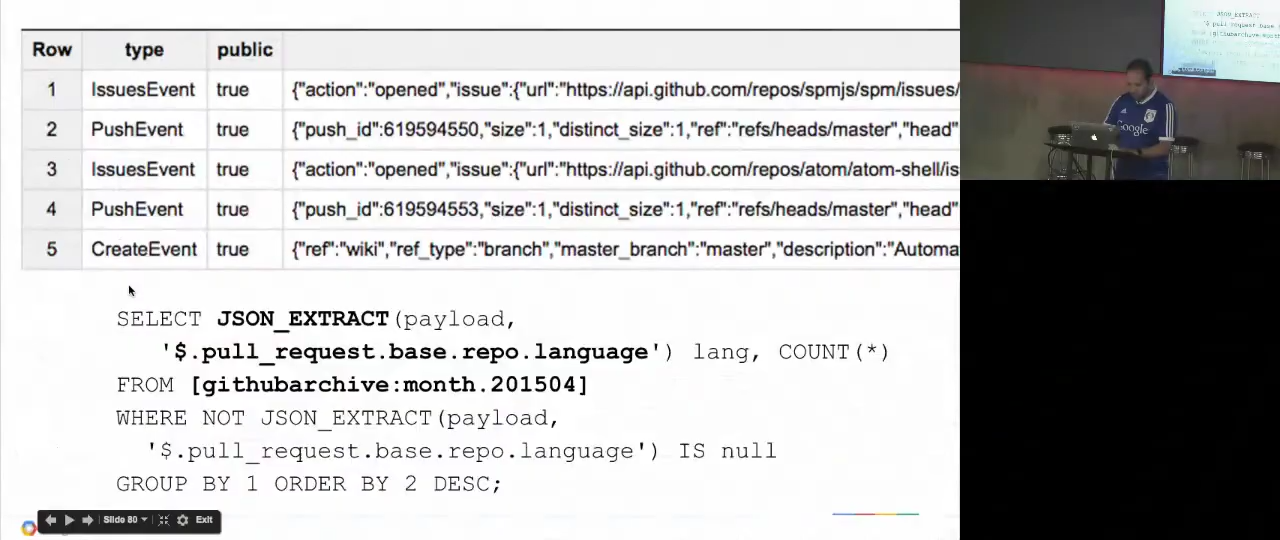 Row type public
1 IssuesEvent true {"action":"opened","issue":{"url":"https://api.github.com/repos/spmjs/spm/issues/
2 PushEvent true {"push_id":619594550,"size":1,"distinct_size":1,"ref":"refs/heads/master","head"
3 IssuesEvent true {"action":"opened","issue":{"url":"https://api.github.com/repos/atom/atom-shell/is
4 PushEvent true {"push_id":619594553,"size":1,"distinct_size":1,"ref":"refs/heads/master","head"
5 CreateEvent true {"ref":"wiki","ref_type":"branch","master_branch":"master","description":"Automa
SELECT JSON_EXTRACT(payload,
'$.pull_request.base.repo.language') lang, COUNT(*)
FROM [githubarchive:month.201504]
WHERE NOT JSON_EXTRACT(payload,
'$.pull_request.base.repo.language') IS null
GROUP BY 1 ORDER BY 2 DESC;
Slide 80 Exit
Google
JSON_EXTRACT